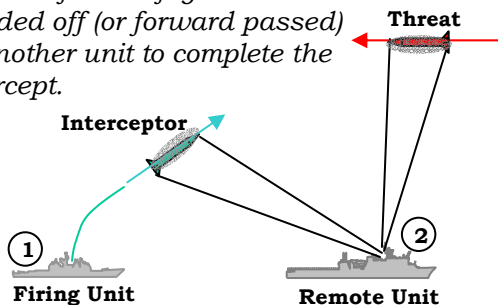 ded off (or forward passed)
nother unit to complete the
rcept.
Threat
Interceptor
1
2
Firing Unit
Remote Unit